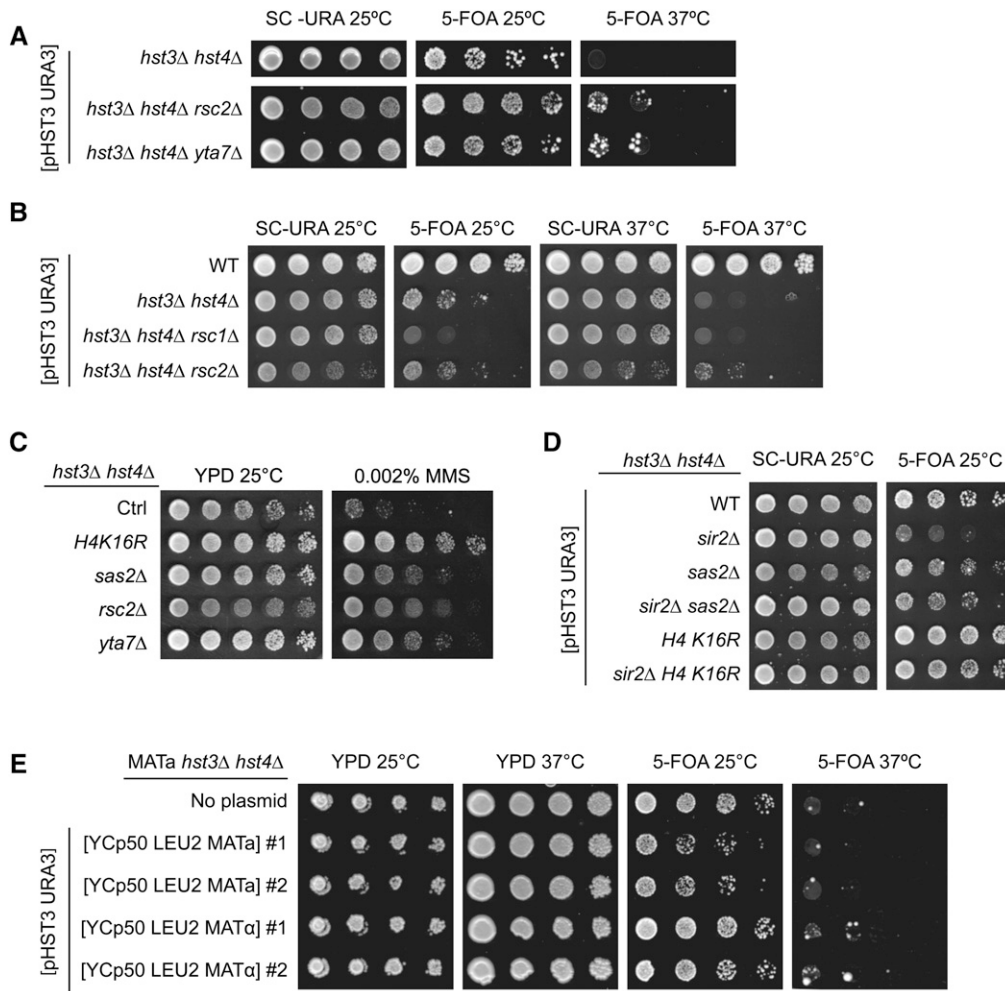 A
SC -URA 25ºC 5-FOA 25ºC 5-FOA 37ºC
[pHST3 URA3]
hst3Δ hst4Δ
hst3Δ hst4Δ rsc2Δ
hst3Δ hst4Δ yta7Δ
B
SC-URA 25°C 5-FOA 25°C SC-URA 37°C 5-FOA 37°C
[pHST3 URA3]
WT
hst3Δ hst4Δ
hst3Δ hst4Δ rsc1Δ
hst3Δ hst4Δ rsc2Δ
C
hst3Δ hst4Δ YPD 25°C 0.002% MMS
Ctrl
H4K16R
sas2Δ
rsc2Δ
yta7Δ
D
hst3Δ hst4Δ SC-URA 25°C 5-FOA 25°C
[pHST3 URA3]
WT
sir2Δ
sas2Δ
sir2Δ sas2Δ
H4 K16R
sir2Δ H4 K16R
E
MATa hst3Δ hst4Δ YPD 25°C YPD 37°C 5-FOA 25°C 5-FOA 37ºC
No plasmid
[pHST3 URA3]
[YCp50 LEU2 MATa] #1
[YCp50 LEU2 MATa] #2
[YCp50 LEU2 MATα] #1
[YCp50 LEU2 MATα] #2